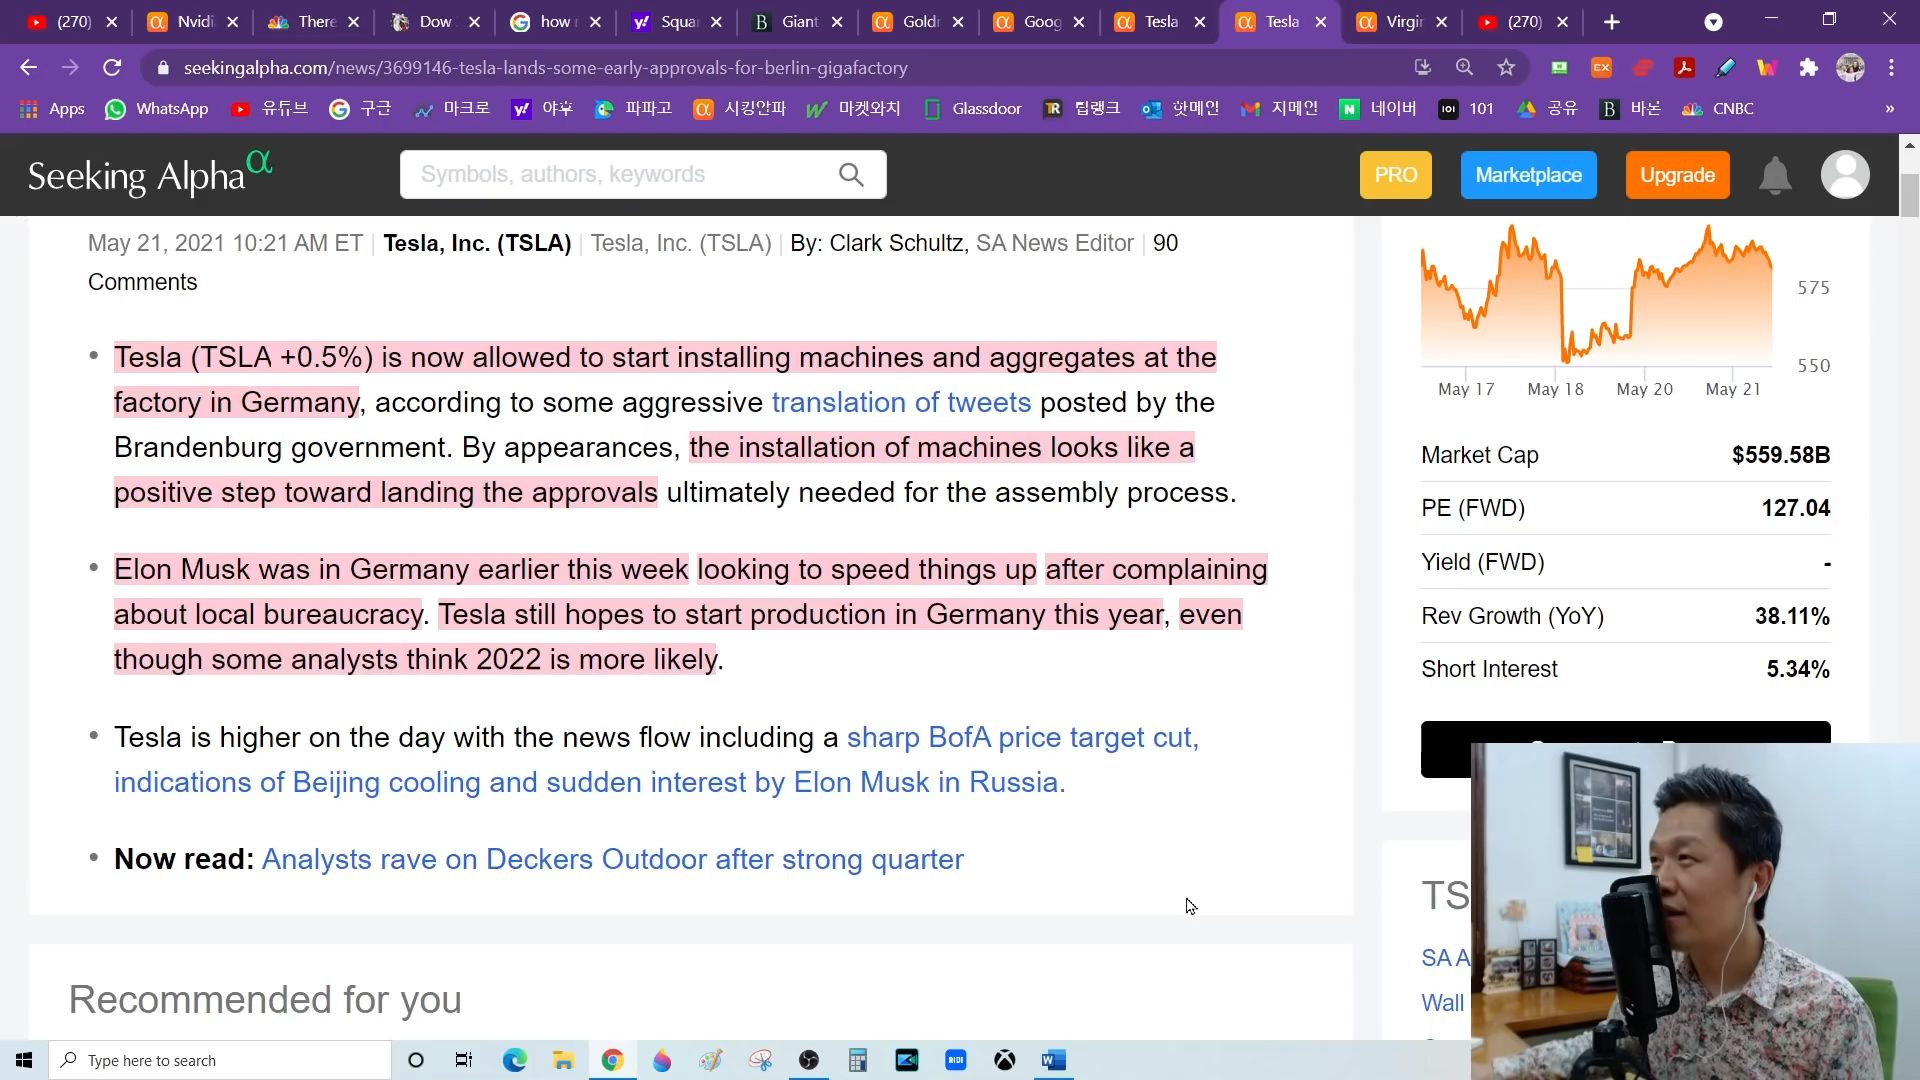 (270)
Nvidi
There
Dow
how r
Squa
Giant
Goldr
Goog
Tesla
Tesla
Virgir
(270)
seekingalpha.com/news/3699146-tesla-lands-some-early-approvals-for-berlin-gigafactory
Apps
WhatsApp
유튜브
구글
마크로
야후
파파고
시킹안파
마켓와치
Glassdoor
팁랭크
핫메인
지메인
네이버
101
공유
바본
CNBC
»
Seeking Alpha α
Symbols, authors, keywords
PRO
Marketplace
Upgrade
May 21, 2021 10:21 AM ET | Tesla, Inc. (TSLA) | Tesla, Inc. (TSLA) | By: Clark Schultz, SA News Editor | 90
Comments
• Tesla (TSLA +0.5%) is now allowed to start installing machines and aggregates at the
factory in Germany, according to some aggressive translation of tweets posted by the
Brandenburg government. By appearances, the installation of machines looks like a
positive step toward landing the approvals ultimately needed for the assembly process.
• Elon Musk was in Germany earlier this week looking to speed things up after complaining
about local bureaucracy. Tesla still hopes to start production in Germany this year, even
though some analysts think 2022 is more likely.
• Tesla is higher on the day with the news flow including a sharp BofA price target cut,
indications of Beijing cooling and sudden interest by Elon Musk in Russia.
• Now read: Analysts rave on Deckers Outdoor after strong quarter
Recommended for you
575
550
May 17 May 18 May 20 May 21
Market Cap $559.58B
PE (FWD) 127.04
Yield (FWD) -
Rev Growth (YoY) 38.11%
Short Interest 5.34%
TS
SA A
Wall
Type here to search